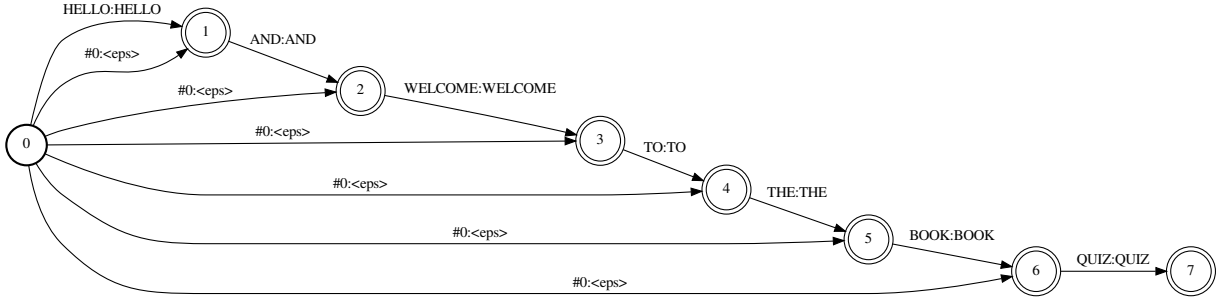 HELLO:HELLO
#0:<eps>
1
AND:AND
#0:<eps>
2
WELCOME:WELCOME
0
#0:<eps>
3
TO:TO
#0:<eps>
4
THE:THE
#0:<eps>
5
BOOK:BOOK
#0:<eps>
6
QUIZ:QUIZ
7